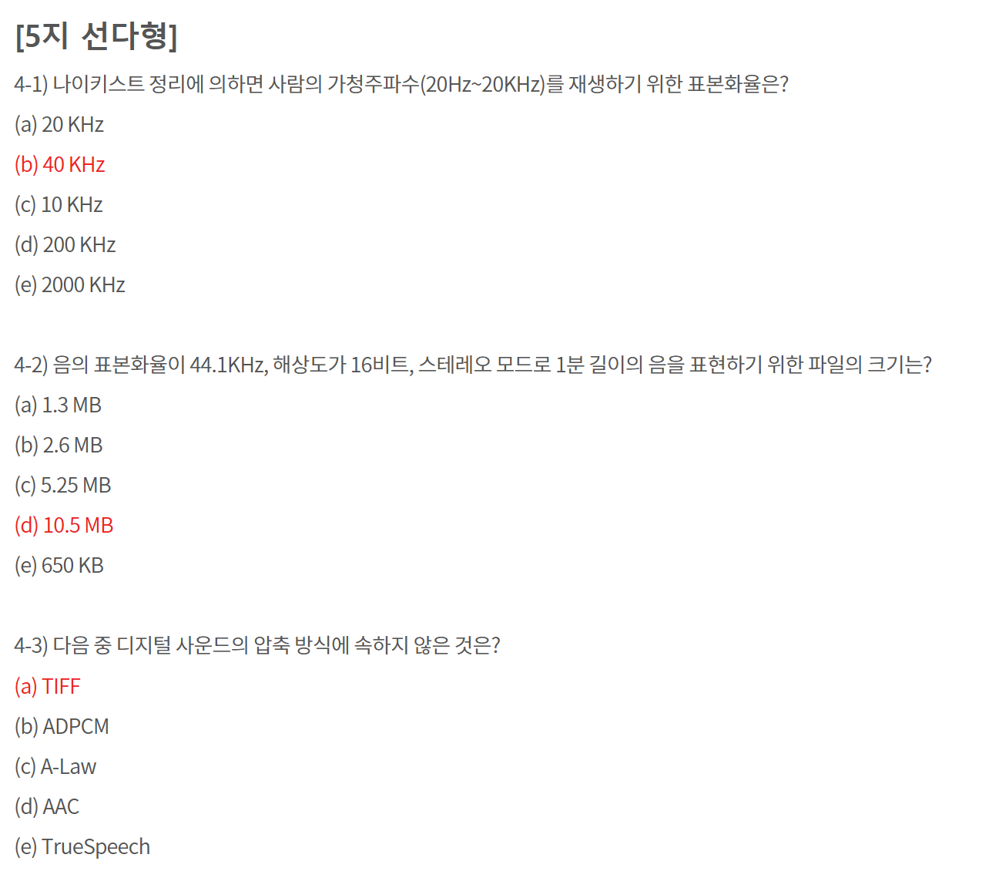 [5지 선다형]
4-1) 나이키스트 정리에 의하면 사람의 가청주파수(20Hz~20KHz)를 재생하기 위한 표본화율은?
(a) 20 KHz
(b) 40 KHz
(c) 10 KHz
(d) 200 KHz
(e) 2000 KHz
4-2) 음의 표본화율이 44.1KHz, 해상도가 16비트, 스테레오 모드로 1분 길이의 음을 표현하기 위한 파일의 크기는?
(a) 1.3 MB
(b) 2.6 MB
(c) 5.25 MB
(d) 10.5 MB
(e) 650 KB
4-3) 다음 중 디지털 사운드의 압축 방식에 속하지 않은 것은?
(a) TIFF
(b) ADPCM
(c) A-Law
(d) AAC
(e) TrueSpeech